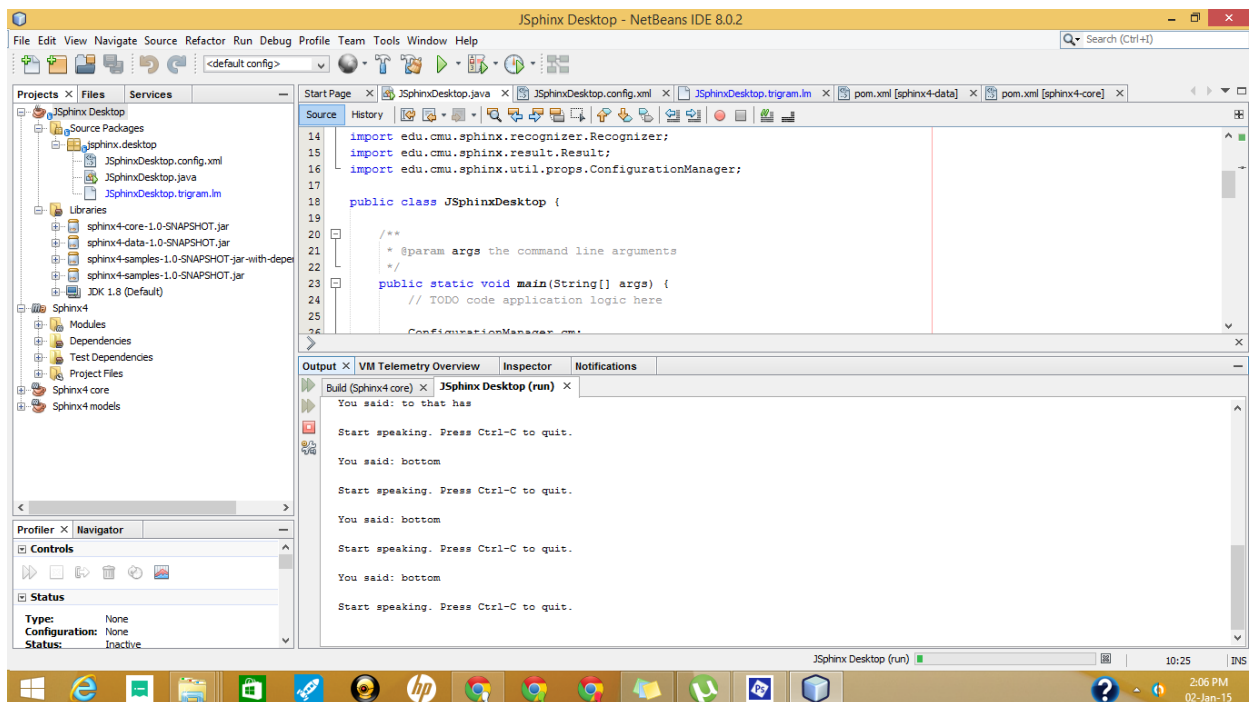 JSphinx Desktop - NetBeans IDE 8.0.2
File Edit View Navigate Source Refactor Run Debug Profile Team Tools Window Help
Search (Ctrl+I)
<default config>
Projects Files Services
Start Page JSphinxDesktop.java JSphinxDesktop.config.xml JSphinxDesktop.trigram.lm pom.xml [sphinx4-data] pom.xml [sphinx4-core]
JSphinx Desktop
Source Packages
jsphinx.desktop
JSphinxDesktop.config.xml
JSphinxDesktop.java
JSphinxDesktop.trigram.lm
Libraries
sphinx4-core-1.0-SNAPSHOT.jar
sphinx4-data-1.0-SNAPSHOT.jar
sphinx4-samples-1.0-SNAPSHOT-jar-with-depe
sphinx4-samples-1.0-SNAPSHOT.jar
JDK 1.8 (Default)
Sphinx4
Modules
Dependencies
Test Dependencies
Project Files
Sphinx4 core
Sphinx4 models
Source History
14 import edu.cmu.sphinx.recognizer.Recognizer;
15 import edu.cmu.sphinx.result.Result;
16 import edu.cmu.sphinx.util.props.ConfigurationManager;
17
18 public class JSphinxDesktop {
19
20 /**
21 * @param args the command line arguments
22 */
23 public static void main(String[] args) {
24 // TODO code application logic here
25
26 ConfigurationManager cm;
Output VM Telemetry Overview Inspector Notifications
Build (Sphinx4 core) JSphinx Desktop (run)
You said: to that has
Start speaking. Press Ctrl-C to quit.
You said: bottom
Start speaking. Press Ctrl-C to quit.
You said: bottom
Start speaking. Press Ctrl-C to quit.
You said: bottom
Start speaking. Press Ctrl-C to quit.
Profiler Navigator
Controls
Status
Type: None
Configuration: None
Status: Inactive
JSphinx Desktop (run)
10:25 INS
hp
Ps
2:06 PM
02-Jan-15